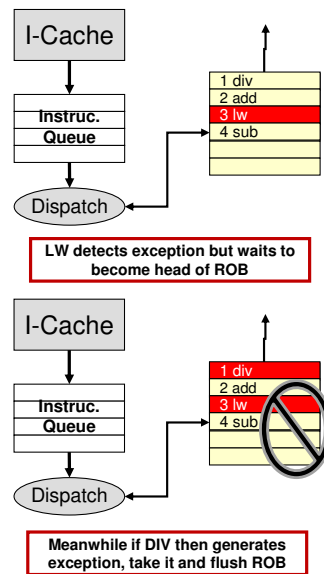 I-Cache
1 div
2 add
3 lw
4 sub
Instruc.
Queue
Dispatch
LW detects exception but waits to
become head of ROB
I-Cache
1 div
2 add
3 lw
4 sub
Instruc.
Queue
Dispatch
Meanwhile if DIV then generates
exception, take it and flush ROB